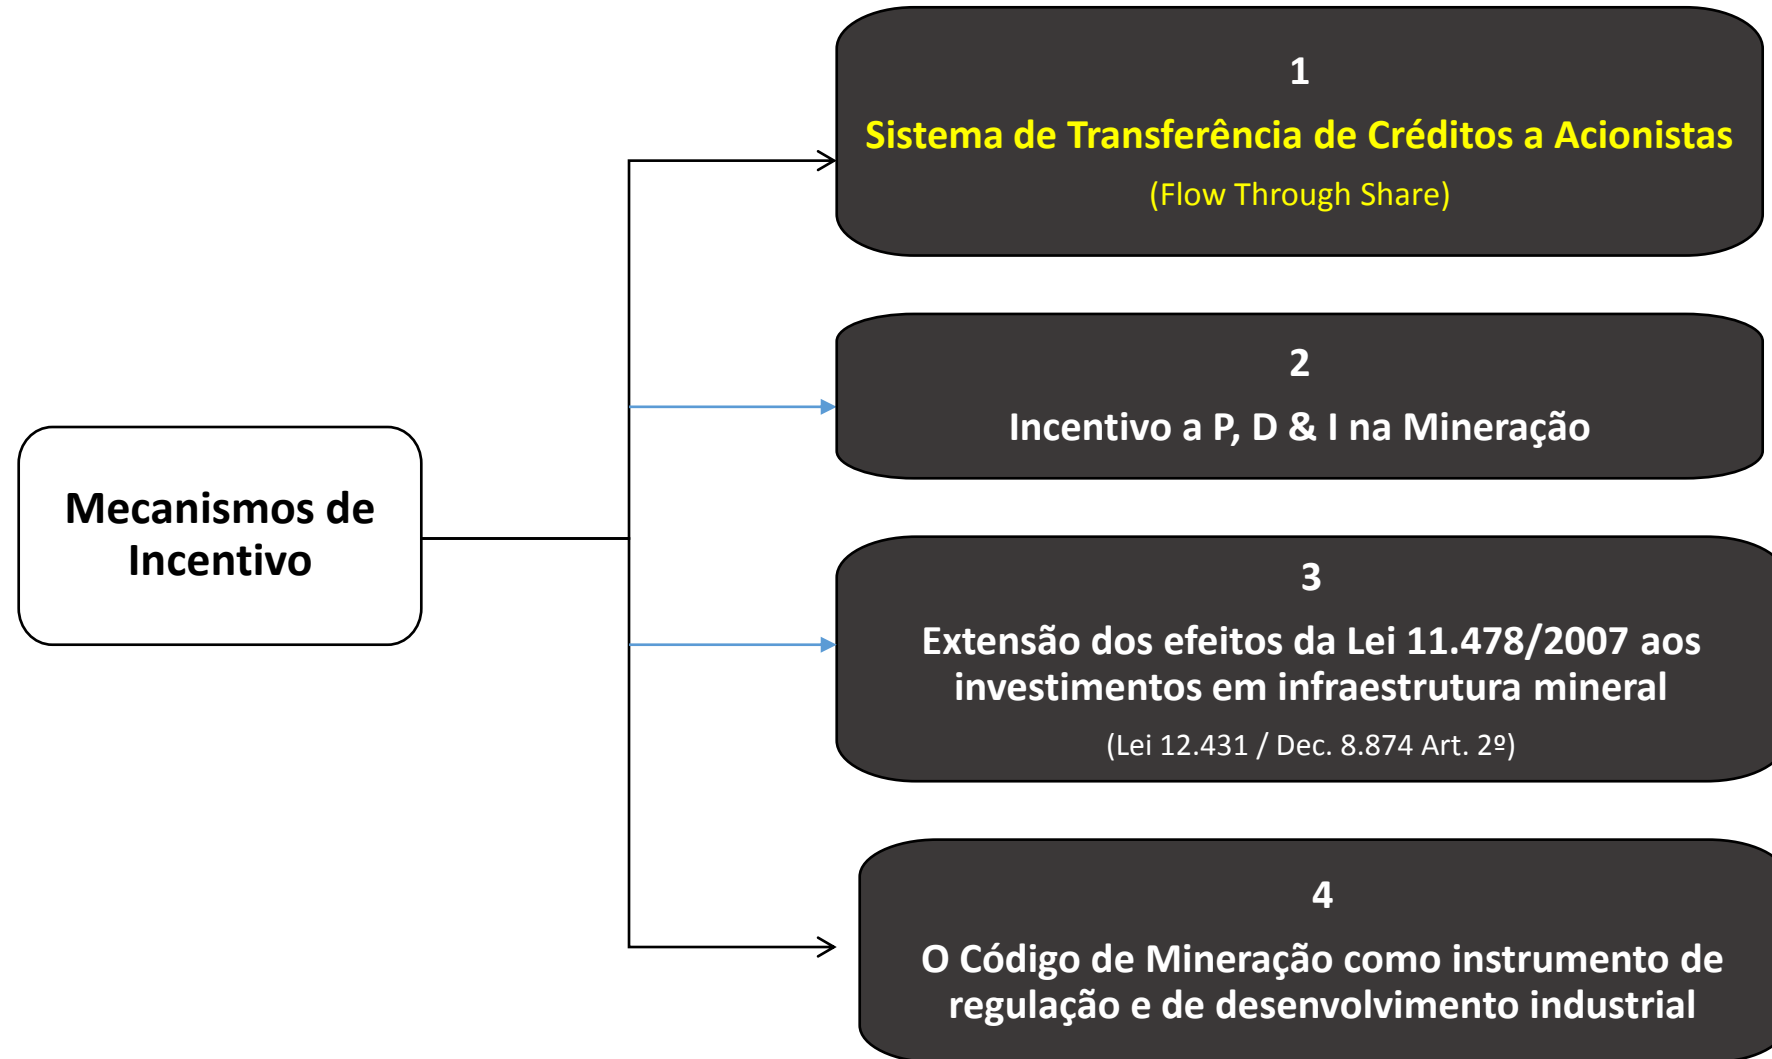 Mecanismos de
Incentivo
1
Sistema de Transferência de Créditos a Acionistas
(Flow Through Share)
2
Incentivo a P, D & I na Mineração
3
Extensão dos efeitos da Lei 11.478/2007 aos
investimentos em infraestrutura mineral
(Lei 12.431 / Dec. 8.874 Art. 2º)
4
O Código de Mineração como instrumento de
regulação e de desenvolvimento industrial